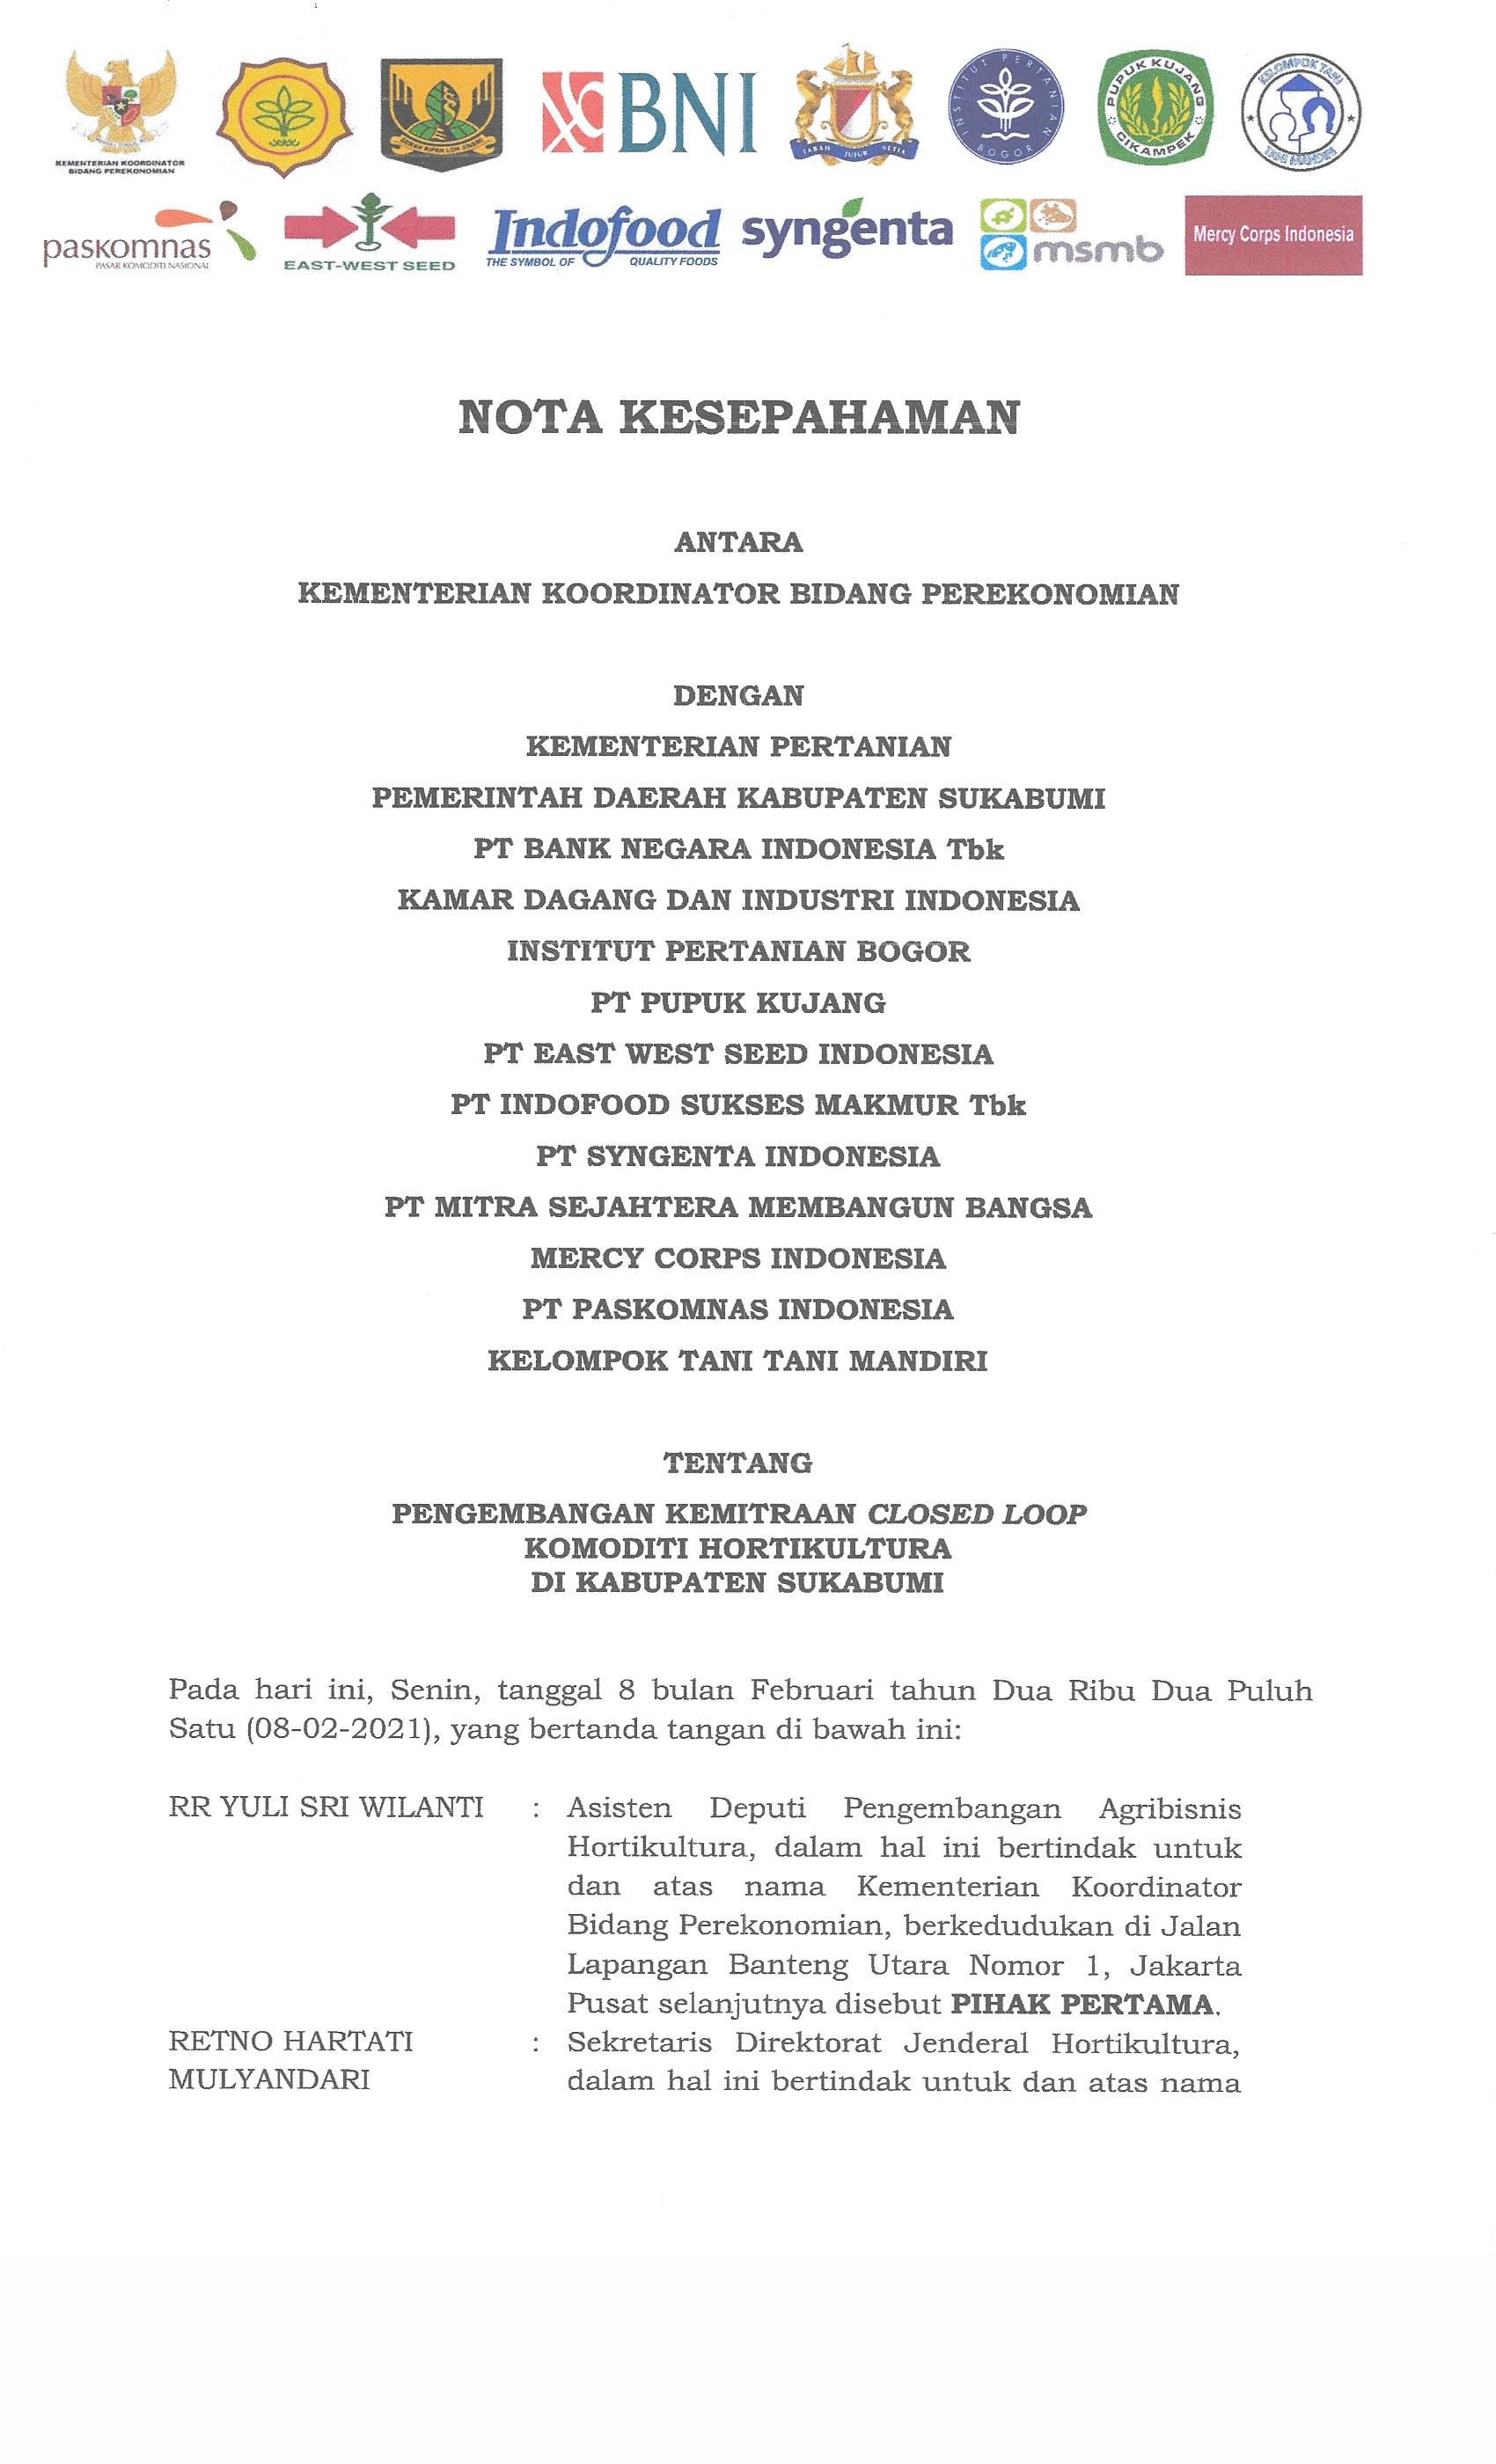 KEMENTERIAN KOORDINATOR
BIDANG PEREKONOMIAN
BNI
TABAH JUJUR SETIA
INSTITUT PERTANIAN
BOGOR
PUPUK KUJANG
CIKAMPEK
KELOMPOK TANI
TANI MANDIRI
paskomnas
PASAR KOMODITI NASIONAL
EAST-WEST SEED
Indofood
THE SYMBOL OF QUALITY FOODS
syngenta
msmb
Mercy Corps Indonesia
NOTA KESEPAHAMAN
ANTARA
KEMENTERIAN KOORDINATOR BIDANG PEREKONOMIAN
DENGAN
KEMENTERIAN PERTANIAN
PEMERINTAH DAERAH KABUPATEN SUKABUMI
PT BANK NEGARA INDONESIA Tbk
KAMAR DAGANG DAN INDUSTRI INDONESIA
INSTITUT PERTANIAN BOGOR
PT PUPUK KUJANG
PT EAST WEST SEED INDONESIA
PT INDOFOOD SUKSES MAKMUR Tbk
PT SYNGENTA INDONESIA
PT MITRA SEJAHTERA MEMBANGUN BANGSA
MERCY CORPS INDONESIA
PT PASKOMNAS INDONESIA
KELOMPOK TANI TANI MANDIRI
TENTANG
PENGEMBANGAN KEMITRAAN CLOSED LOOP
KOMODITI HORTIKULTURA
DI KABUPATEN SUKABUMI
Pada hari ini, Senin, tanggal 8 bulan Februari tahun Dua Ribu Dua Puluh
Satu (08-02-2021), yang bertanda tangan di bawah ini:
RR YULI SRI WILANTI : Asisten Deputi Pengembangan Agribisnis
Hortikultura, dalam hal ini bertindak untuk
dan atas nama Kementerian Koordinator
Bidang Perekonomian, berkedudukan di Jalan
Lapangan Banteng Utara Nomor 1, Jakarta
Pusat selanjutnya disebut PIHAK PERTAMA.
RETNO HARTATI : Sekretaris Direktorat Jenderal Hortikultura,
MULYANDARI dalam hal ini bertindak untuk dan atas nama